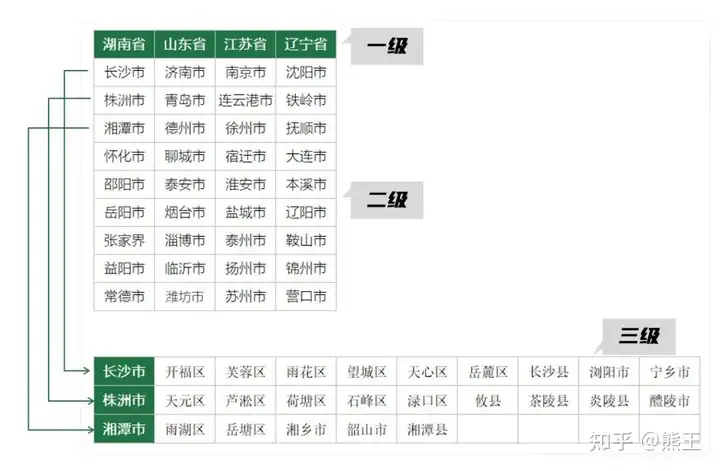 湖南省 山东省 江苏省 辽宁省
一级
长沙市 济南市 南京市 沈阳市
株洲市 青岛市 连云港市 铁岭市
湘潭市 德州市 徐州市 抚顺市
怀化市 聊城市 宿迁市 大连市
邵阳市 泰安市 淮安市 本溪市
二级
岳阳市 烟台市 盐城市 辽阳市
张家界 淄博市 泰州市 鞍山市
益阳市 临沂市 扬州市 锦州市
常德市 潍坊市 苏州市 营口市
三级
长沙市 开福区 芙蓉区 雨花区 望城区 天心区 岳麓区 长沙县 浏阳市 宁乡市
株洲市 天元区 芦淞区 荷塘区 石峰区 渌口区 攸县 茶陵县 炎陵县 醴陵市
湘潭市 雨湖区 岳塘区 湘乡市 韶山市 湘潭县
知乎 @熊王